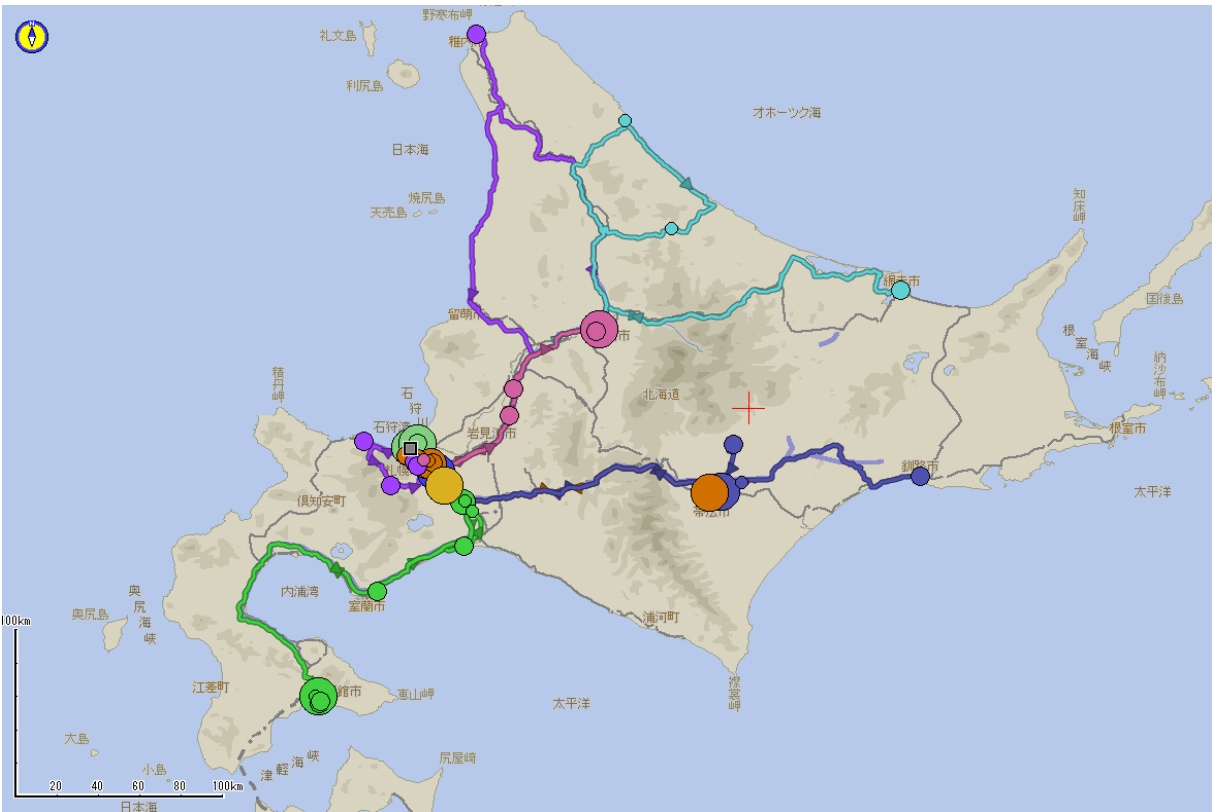 野寒布岬
礼文島
稚内
利尻島
オホーツク海
日本海
焼尻島
天売島
知床岬
網走市
国後島
留萌市
市
根室海峡
納沙布岬
積丹岬
石狩湾
石狩川
北海道
岩見沢市
根室市
札幌
釧路市
太平洋
倶知安町
帯広市
内浦湾
室蘭市
奥尻島
奥尻海峡
浦河町
100km
江差町
館市
恵山岬
太平洋
襟裳岬
大島
小島
津軽海峡
尻屋崎
20 40 60 80 100km
日本海